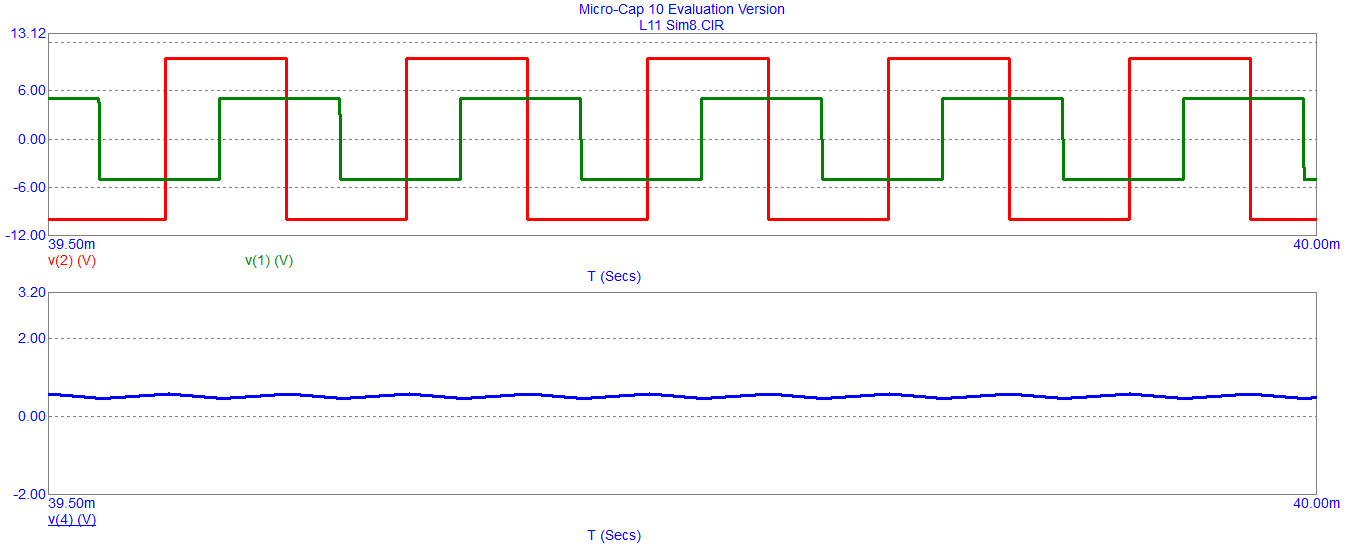 Micro-Cap 10 Evaluation Version
L11 Sim8.CIR
13.12
6.00
0.00
-6.00
-12.00
39.50m 40.00m
v(2) (V) v(1) (V)
T (Secs)
3.20
2.00
0.00
-2.00
39.50m 40.00m
v(4) (V)
T (Secs)